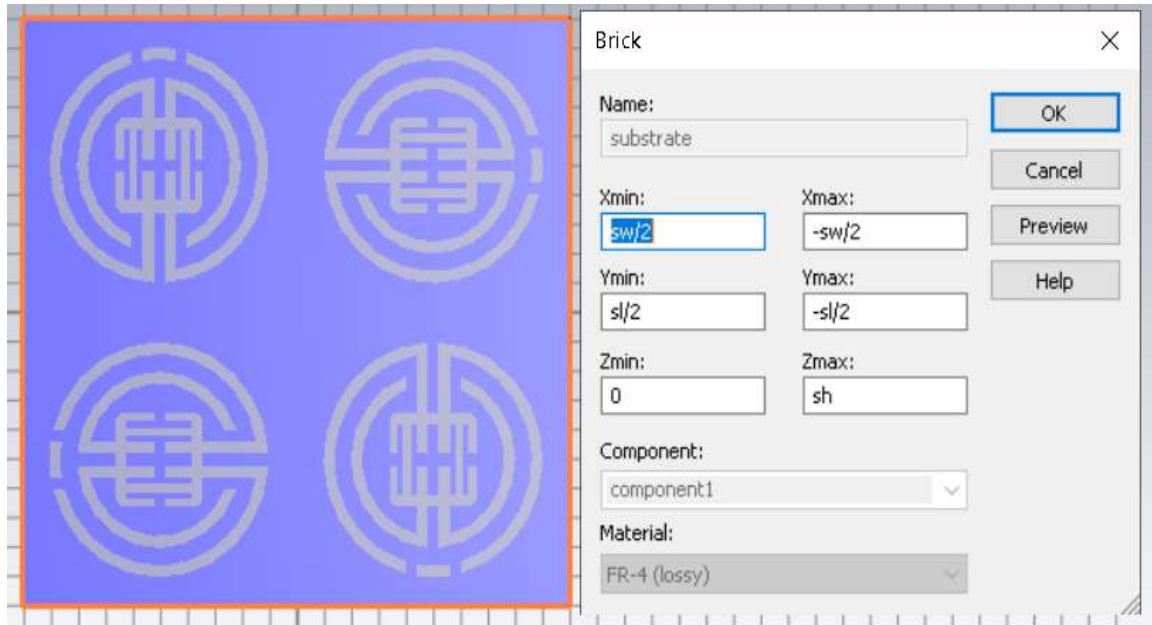 Brick
Name:
substrate
OK
Cancel
Xmin:
Xmax:
sw/2
-sw/2
Preview
Ymin:
Ymax:
Help
sl/2
-sl/2
Zmin:
Zmax:
0
sh
Component:
component1
Material:
FR-4 (lossy)